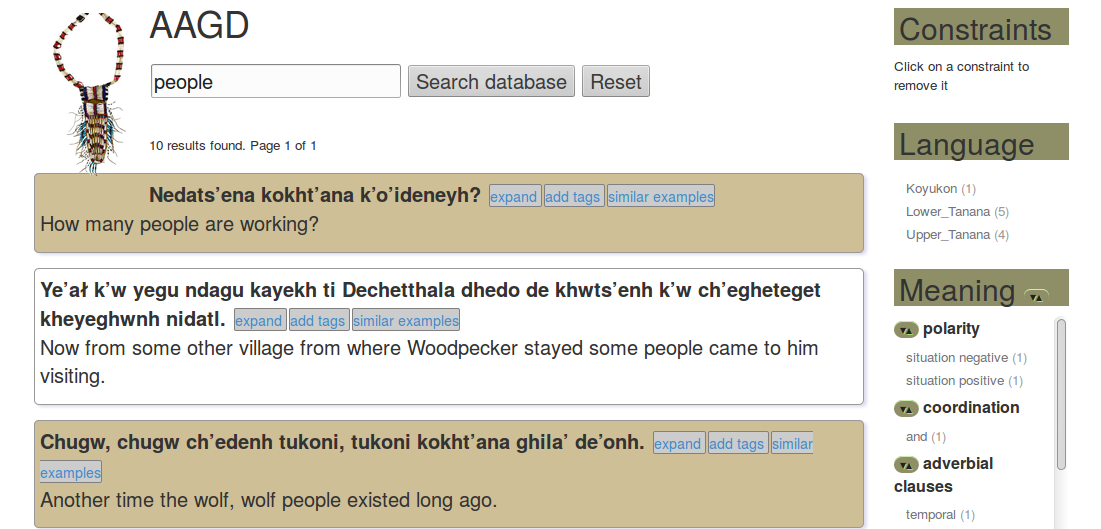 AAGD
people
Search database
Reset
10 results found. Page 1 of 1
Nedats’ena kokht’ana k’o’ideneyh? expand add tags similar examples
How many people are working?
Ye’ał k’w yegu ndagu kayekh ti Dechetthala dhedo de khwts’enh k’w ch’egheteget
kheyeghwnh nidatl. expand add tags similar examples
Now from some other village from where Woodpecker stayed some people came to him
visiting.
Chugw, chugw ch’edenh tukoni, tukoni kokht’ana ghila’ de’onh. expand add tags similar
examples
Another time the wolf, wolf people existed long ago.
Constraints
Click on a constraint to
remove it
Language
Koyukon (1)
Lower_Tanana (5)
Upper_Tanana (4)
Meaning
polarity
situation negative (1)
situation positive (1)
coordination
and (1)
adverbial
clauses
temporal (1)